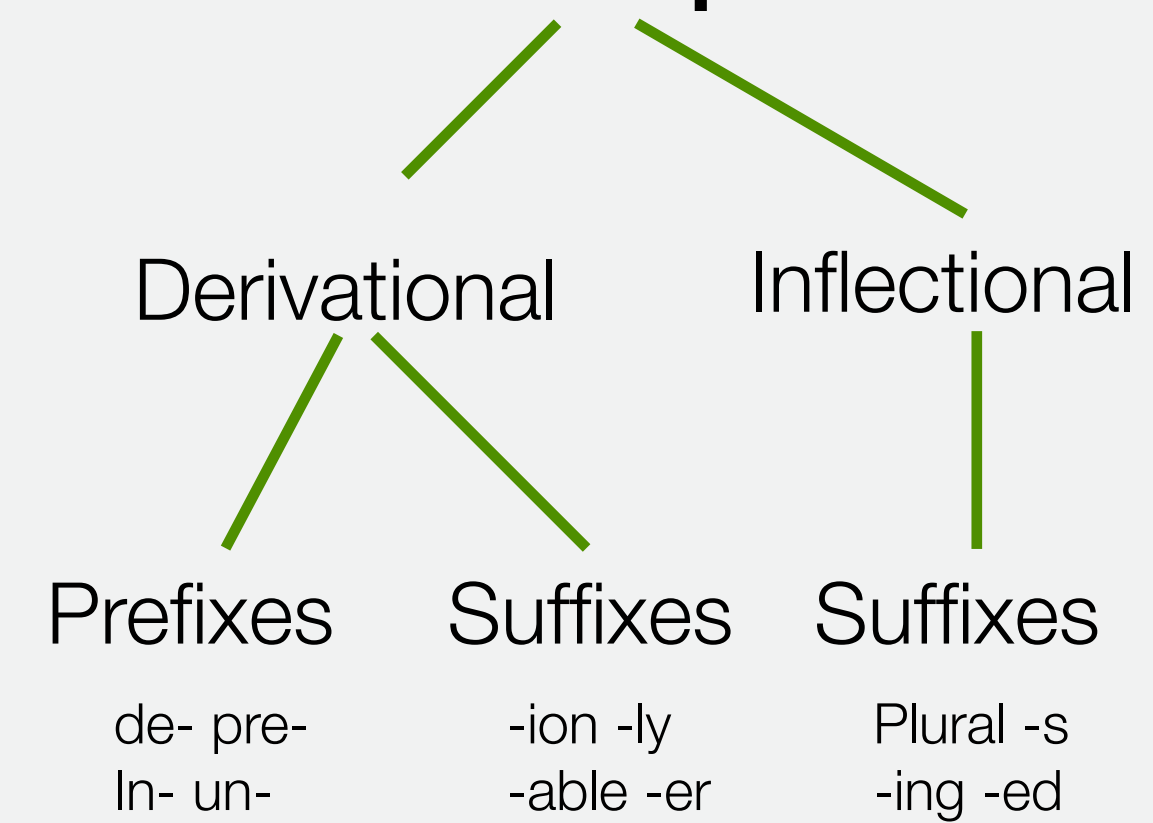 Derivational Inflectional
Prefixes Suffixes Suffixes
de- pre- -ion -ly Plural -s
In- un- -able -er -ing -ed